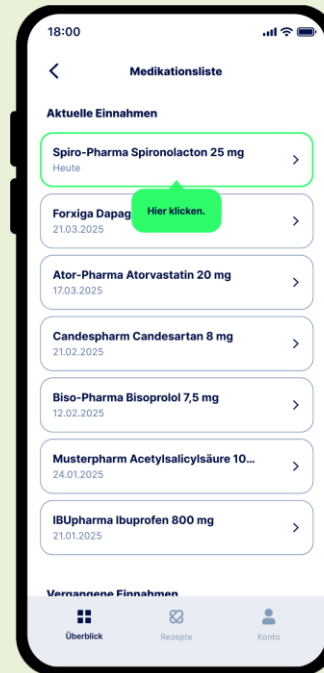 18:00
Medikationsliste
Aktuelle Einnahmen
Spiro-Pharma Spironolacton 25 mg
Heute
Hier klicken.
Forxiga Dapag
21.03.2025
Ator-Pharma Atorvastatin 20 mg
17.03.2025
Candespharm Candesartan 8 mg
21.02.2025
Biso-Pharma Bisoprolol 7,5 mg
12.02.2025
Musterpharm Acetylsalicylsäure 10...
24.01.2025
IBUpharma Ibuprofen 800 mg
21.01.2025
Vergangene Einnahmen
Überblick Rezepte Konto